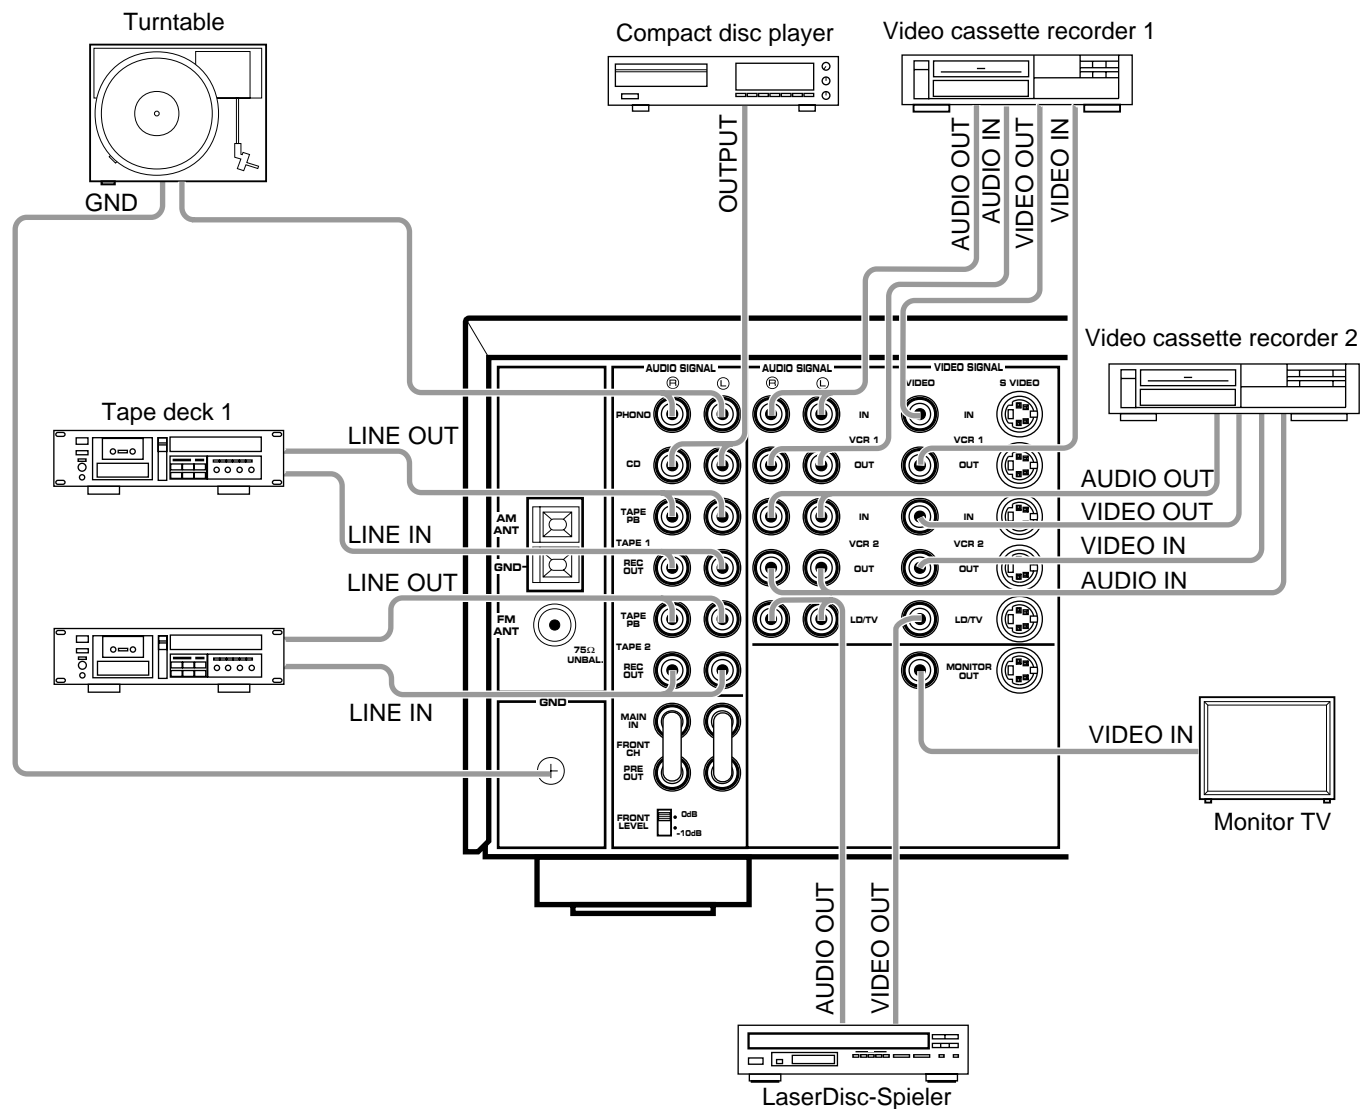 Turntable
Compact disc player
Video cassette recorder 1
GND
OUTPUT
AUDIO OUT
AUDIO IN
VIDEO OUT
VIDEO IN
Video cassette recorder 2
Tape deck 1
LINE OUT
LINE IN
LINE OUT
LINE IN
AUDIO SIGNAL
R
L
AUDIO SIGNAL
R
L
VIDEO SIGNAL
VIDEO
S VIDEO
PHONO
IN
IN
VCR 1
VCR 1
CD
OUT
OUT
AM
ANT
TAPE
PB
IN
IN
TAPE 1
VCR 2
VCR 2
GND
REC
OUT
OUT
OUT
FM
ANT
75Ω
UNBAL.
TAPE
PB
LD/TV
LD/TV
TAPE 2
REC
OUT
MONITOR
OUT
GND
MAIN
IN
FRONT
CH
PRE
OUT
FRONT
LEVEL
0dB
-10dB
AUDIO OUT
VIDEO OUT
VIDEO IN
AUDIO IN
VIDEO IN
Monitor TV
AUDIO OUT
VIDEO OUT
LaserDisc-Spieler